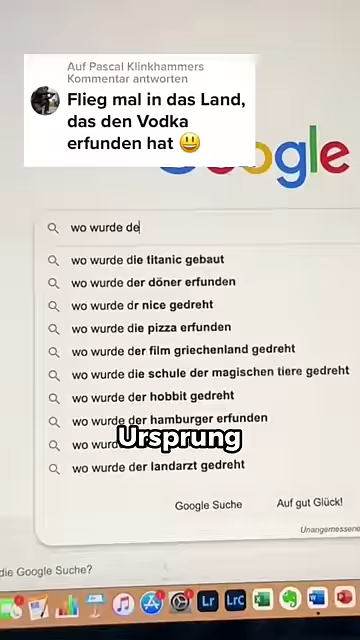 Auf Pascal Klinkhammers
Kommentar antworten
Flieg mal in das Land,
das den Vodka
erfunden hat 😃
Google
wo wurde de
wo wurde die titanic gebaut
wo wurde der döner erfunden
wo wurde dr nice gedreht
wo wurde die pizza erfunden
wo wurde der film griechenland gedreht
wo wurde die schule der magischen tiere gedreht
wo wurde der hobbit gedreht
wo wurde der hamburger erfunden
wo wurde
Ursprung
wo wurde der landarzt gedreht
Google Suche
Auf gut Glück!
Unangemessene
die Google Suche?
Lr
LrC